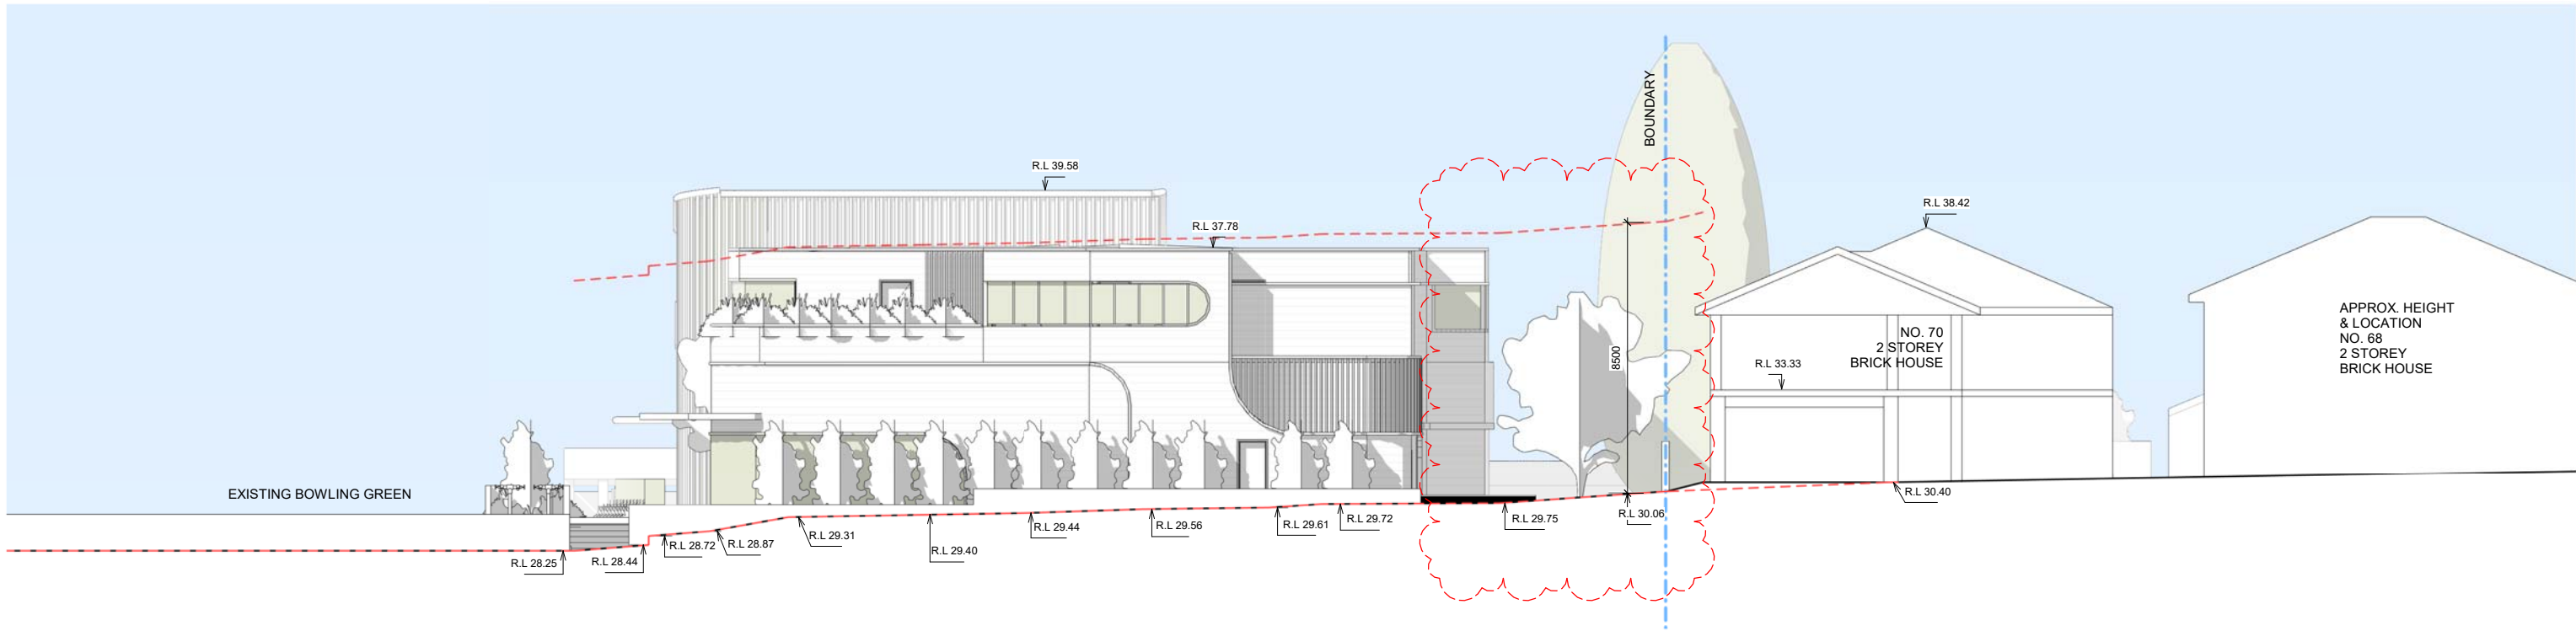 BOUNDARY
R.L 39.58
R.L 37.78
R.L 38.42
8500
NO. 70
2 STOREY
BRICK HOUSE
R.L 33.33
APPROX. HEIGHT
& LOCATION
NO. 68
2 STOREY
BRICK HOUSE
EXISTING BOWLING GREEN
R.L 28.25
R.L 28.44
R.L 28.72
R.L 28.87
R.L 29.31
R.L 29.40
R.L 29.44
R.L 29.56
R.L 29.61
R.L 29.72
R.L 29.75
R.L 30.06
R.L 30.40